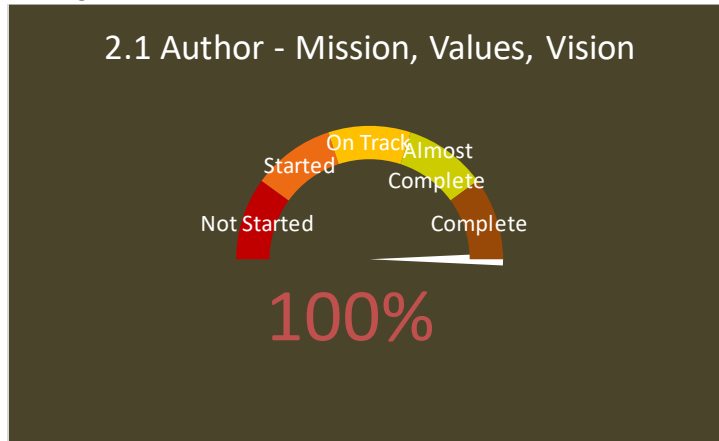 2.1 Author - Mission, Values, Vision
On Track
Almost
Complete
Started
Not Started
Complete
100%